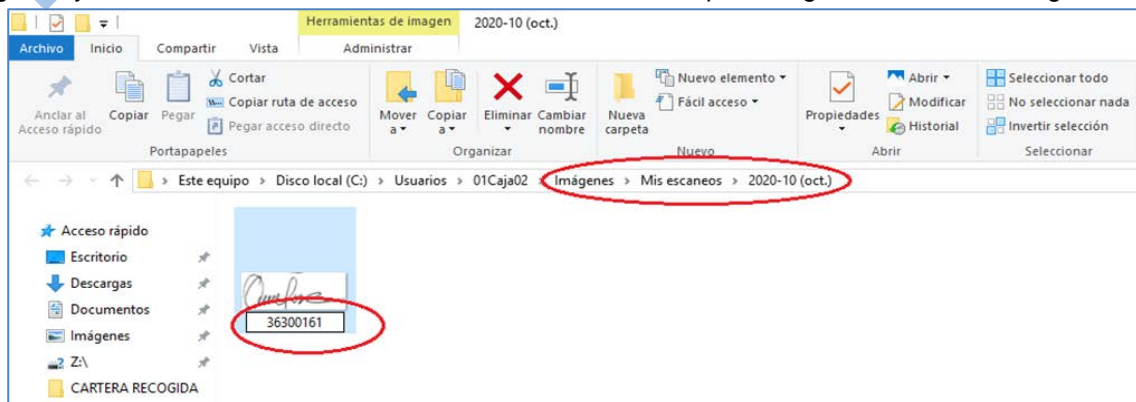 Herramientas de imagen 2020-10 (oct.)
Archivo Inicio Compartir Vista Administrar
Anclar al Acceso rápido
Copiar
Pegar
Cortar
Copiar ruta de acceso
Pegar acceso directo
Portapapeles
Mover a
Copiar a
Eliminar
Cambiar nombre
Organizar
Nueva carpeta
Nuevo elemento
Fácil acceso
Nuevo
Propiedades
Abrir
Modificar
Historial
Abrir
Seleccionar todo
No seleccionar nada
Invertir selección
Seleccionar
Este equipo > Disco local (C:) > Usuarios > 01Caja02 > Imágenes > Mis escaneos > 2020-10 (oct.)
Acceso rápido
Escritorio
Descargas
Documentos
Imágenes
Z:\
CARTERA RECOGIDA
36300161